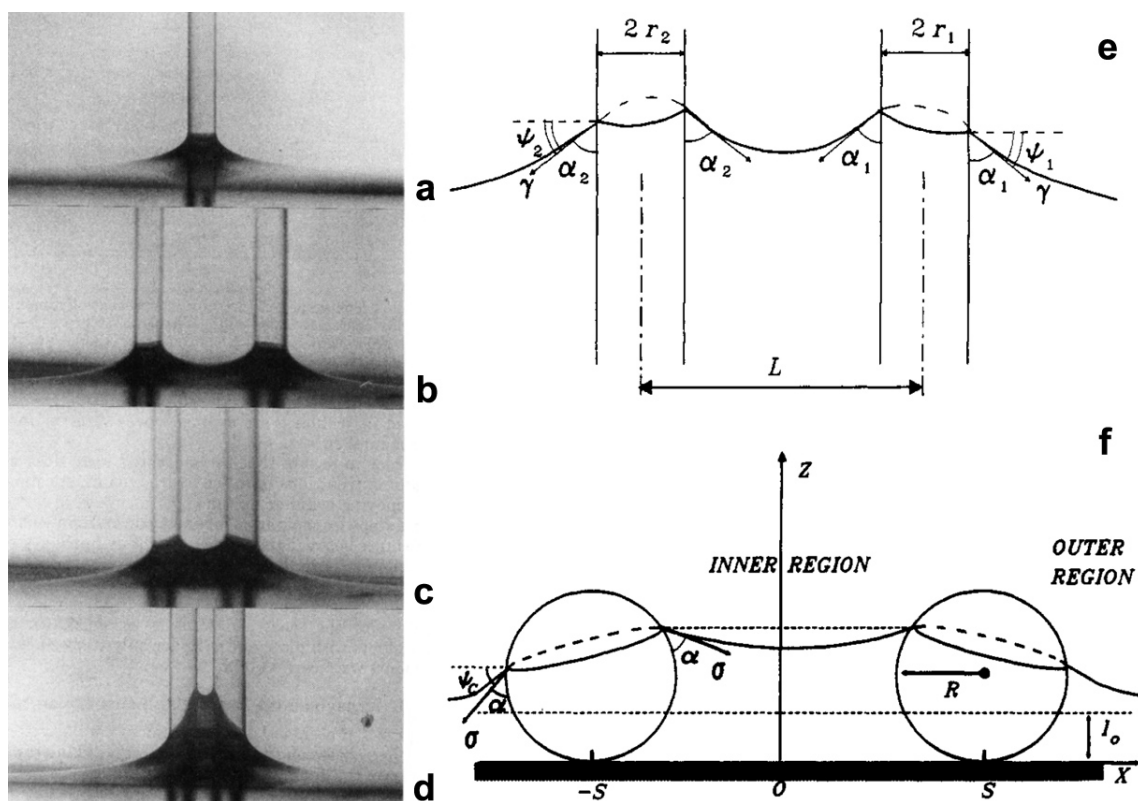 a
b
c
d
e
2 r₂
2 r₁
ψ₂
α₂
γ
α₂
α₁
α₁
ψ₁
γ
L
f
Z
INNER REGION
OUTER
REGION
ψc
α
σ
α
σ
R
l₀
-S
O
S
X